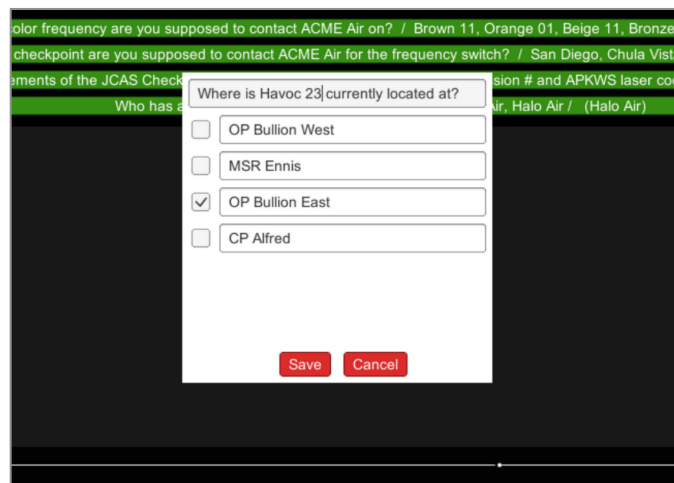 olor frequency are you supposed to contact ACME Air on? / Brown 11, Orange 01, Beige 11, Bronze
checkpoint are you supposed to contact ACME Air for the frequency switch? / San Diego, Chula Vist
ements of the JCAS Check sion # and APKWS laser co
Who has a Air, Halo Air / (Halo Air)
Where is Havoc 23 currently located at?
OP Bullion West
MSR Ennis
OP Bullion East
CP Alfred
Save Cancel